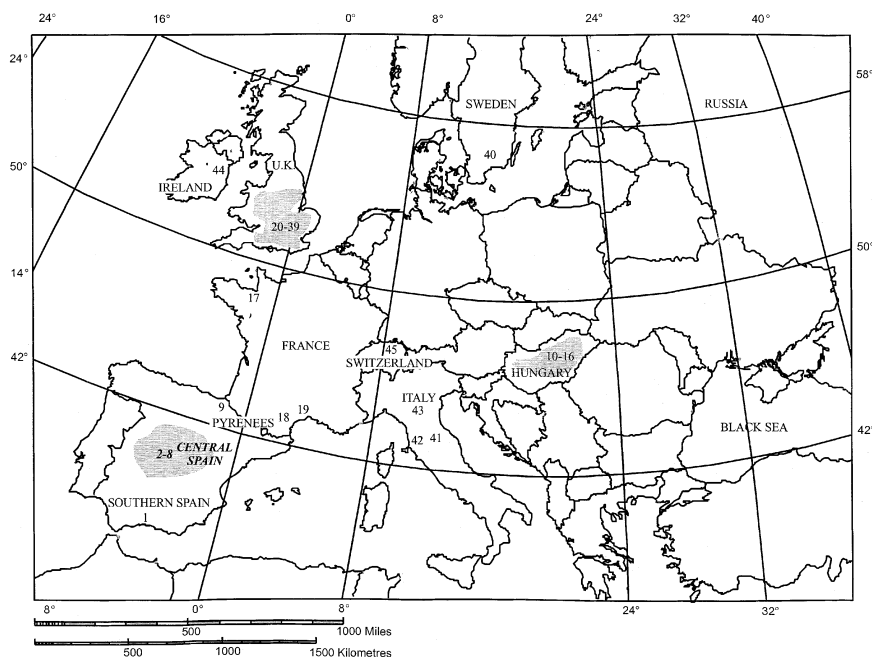 24° 16° 0° 8° 24° 32° 40°
24°
58°
SWEDEN
RUSSIA
40
U.K.
50°
44
IRELAND
20-39
50°
14°
17
FRANCE
45
SWITZERLAND
10-16
HUNGARY
42°
ITALY
43
9
19
18
PYRENEES
BLACK SEA
42°
42 41
2-8 CENTRAL
SPAIN
SOUTHERN SPAIN
1
8° 0° 8° 24° 32°
500 1000 Miles
500 1000 1500 Kilometres